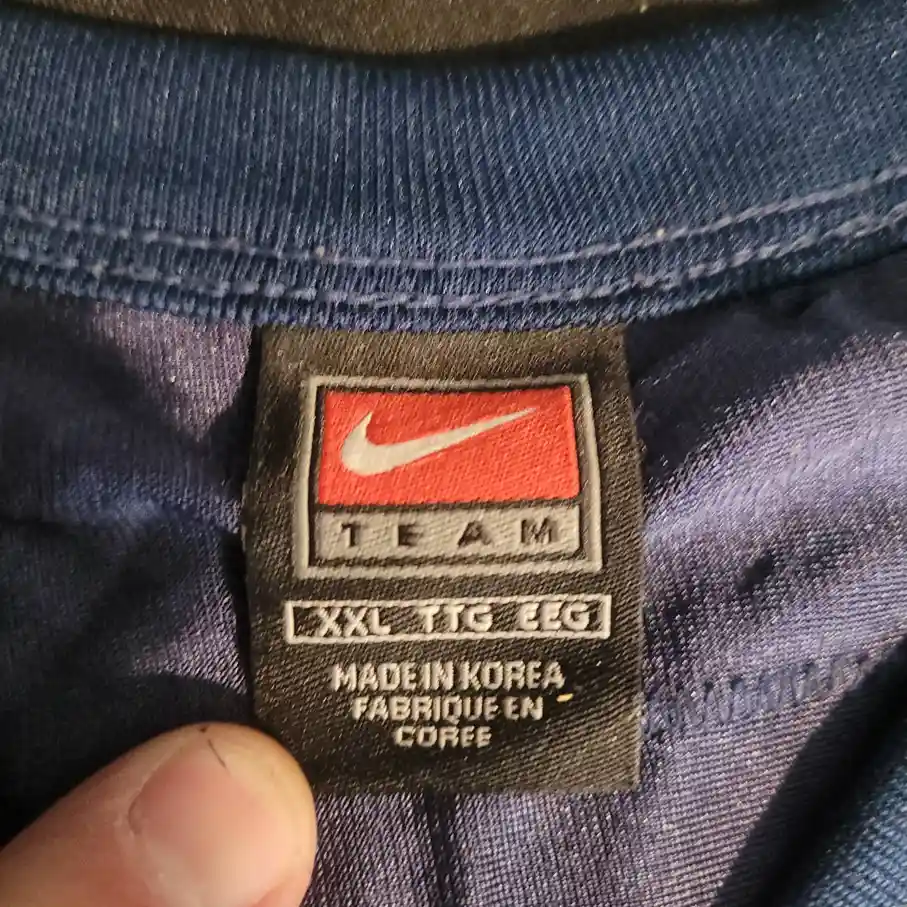 TEAM
XXL TTG EEG
MADE IN KOREA
FABRIQUE EN
COREE